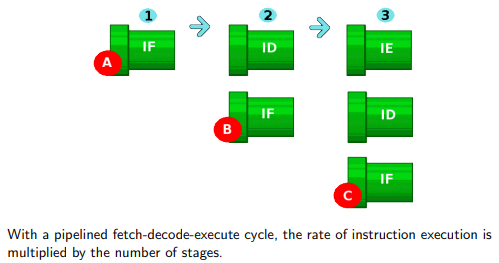 1 2 3
A IF ID IE
B IF ID
C IF
With a pipelined fetch-decode-execute cycle, the rate of instruction execution is
multiplied by the number of stages.